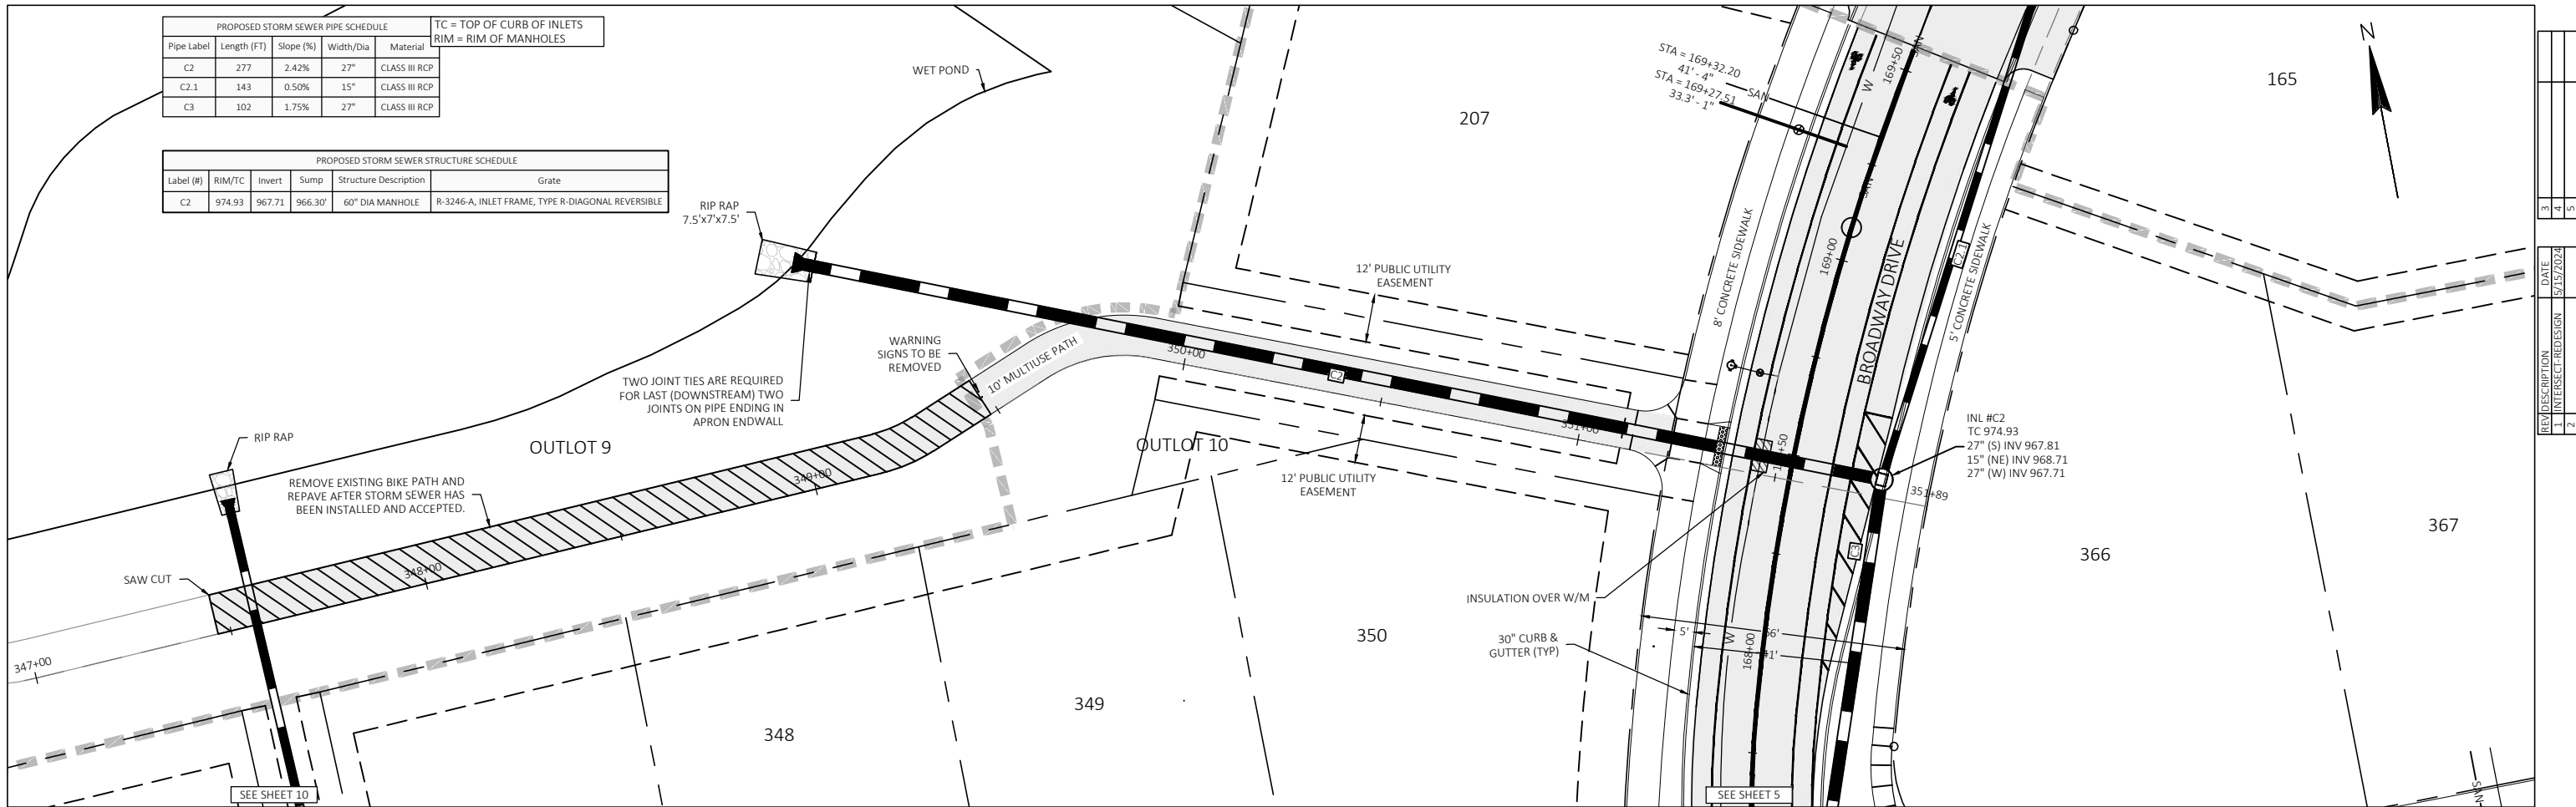 PROPOSED STORM SEWER PIPE SCHEDULE
Pipe Label Length (FT) Slope (%) Width/Dia Material
C2 277 2.42% 27" CLASS III RCP
C2.1 143 0.50% 15" CLASS III RCP
C3 102 1.75% 27" CLASS III RCP
TC = TOP OF CURB OF INLETS
RIM = RIM OF MANHOLES
PROPOSED STORM SEWER STRUCTURE SCHEDULE
Label (#) RIM/TC Invert Sump Structure Description Grate
C2 974.93 967.71 966.30' 60" DIA MANHOLE R-3246-A, INLET FRAME, TYPE R-DIAGONAL REVERSIBLE
WET POND
RIP RAP
7.5'x7'x7.5'
207
STA = 169+32.20
41' - 4"
STA = 169+27.51
33.3' - 1"
SAN
W
169+50
SAN
SAN
169+00
165
N
8' CONCRETE SIDEWALK
BROADWAY DRIVE
C2.1
5' CONCRETE SIDEWALK
12' PUBLIC UTILITY
EASEMENT
WARNING
SIGNS TO BE
REMOVED
10' MULTIUSE PATH
350+00
C2
TWO JOINT TIES ARE REQUIRED
FOR LAST (DOWNSTREAM) TWO
JOINTS ON PIPE ENDING IN
APRON ENDWALL
RIP RAP
OUTLOT 9
OUTLOT 10
351+00
INL #C2
TC 974.93
27" (S) INV 967.81
15" (NE) INV 968.71
27" (W) INV 967.71
351+89
REMOVE EXISTING BIKE PATH AND
REPAVE AFTER STORM SEWER HAS
BEEN INSTALLED AND ACCEPTED.
349+00
12' PUBLIC UTILITY
EASEMENT
367
366
C3
SAW CUT
348+00
INSULATION OVER W/M
30" CURB &
GUTTER (TYP)
5'
66'
41'
W
168+00
350
347+00
349
348
SEE SHEET 10
SEE SHEET 5
SAN
REV DESCRIPTION DATE
1 INTERSECT-REDESIGN 5/15/2024
2
3
4
5